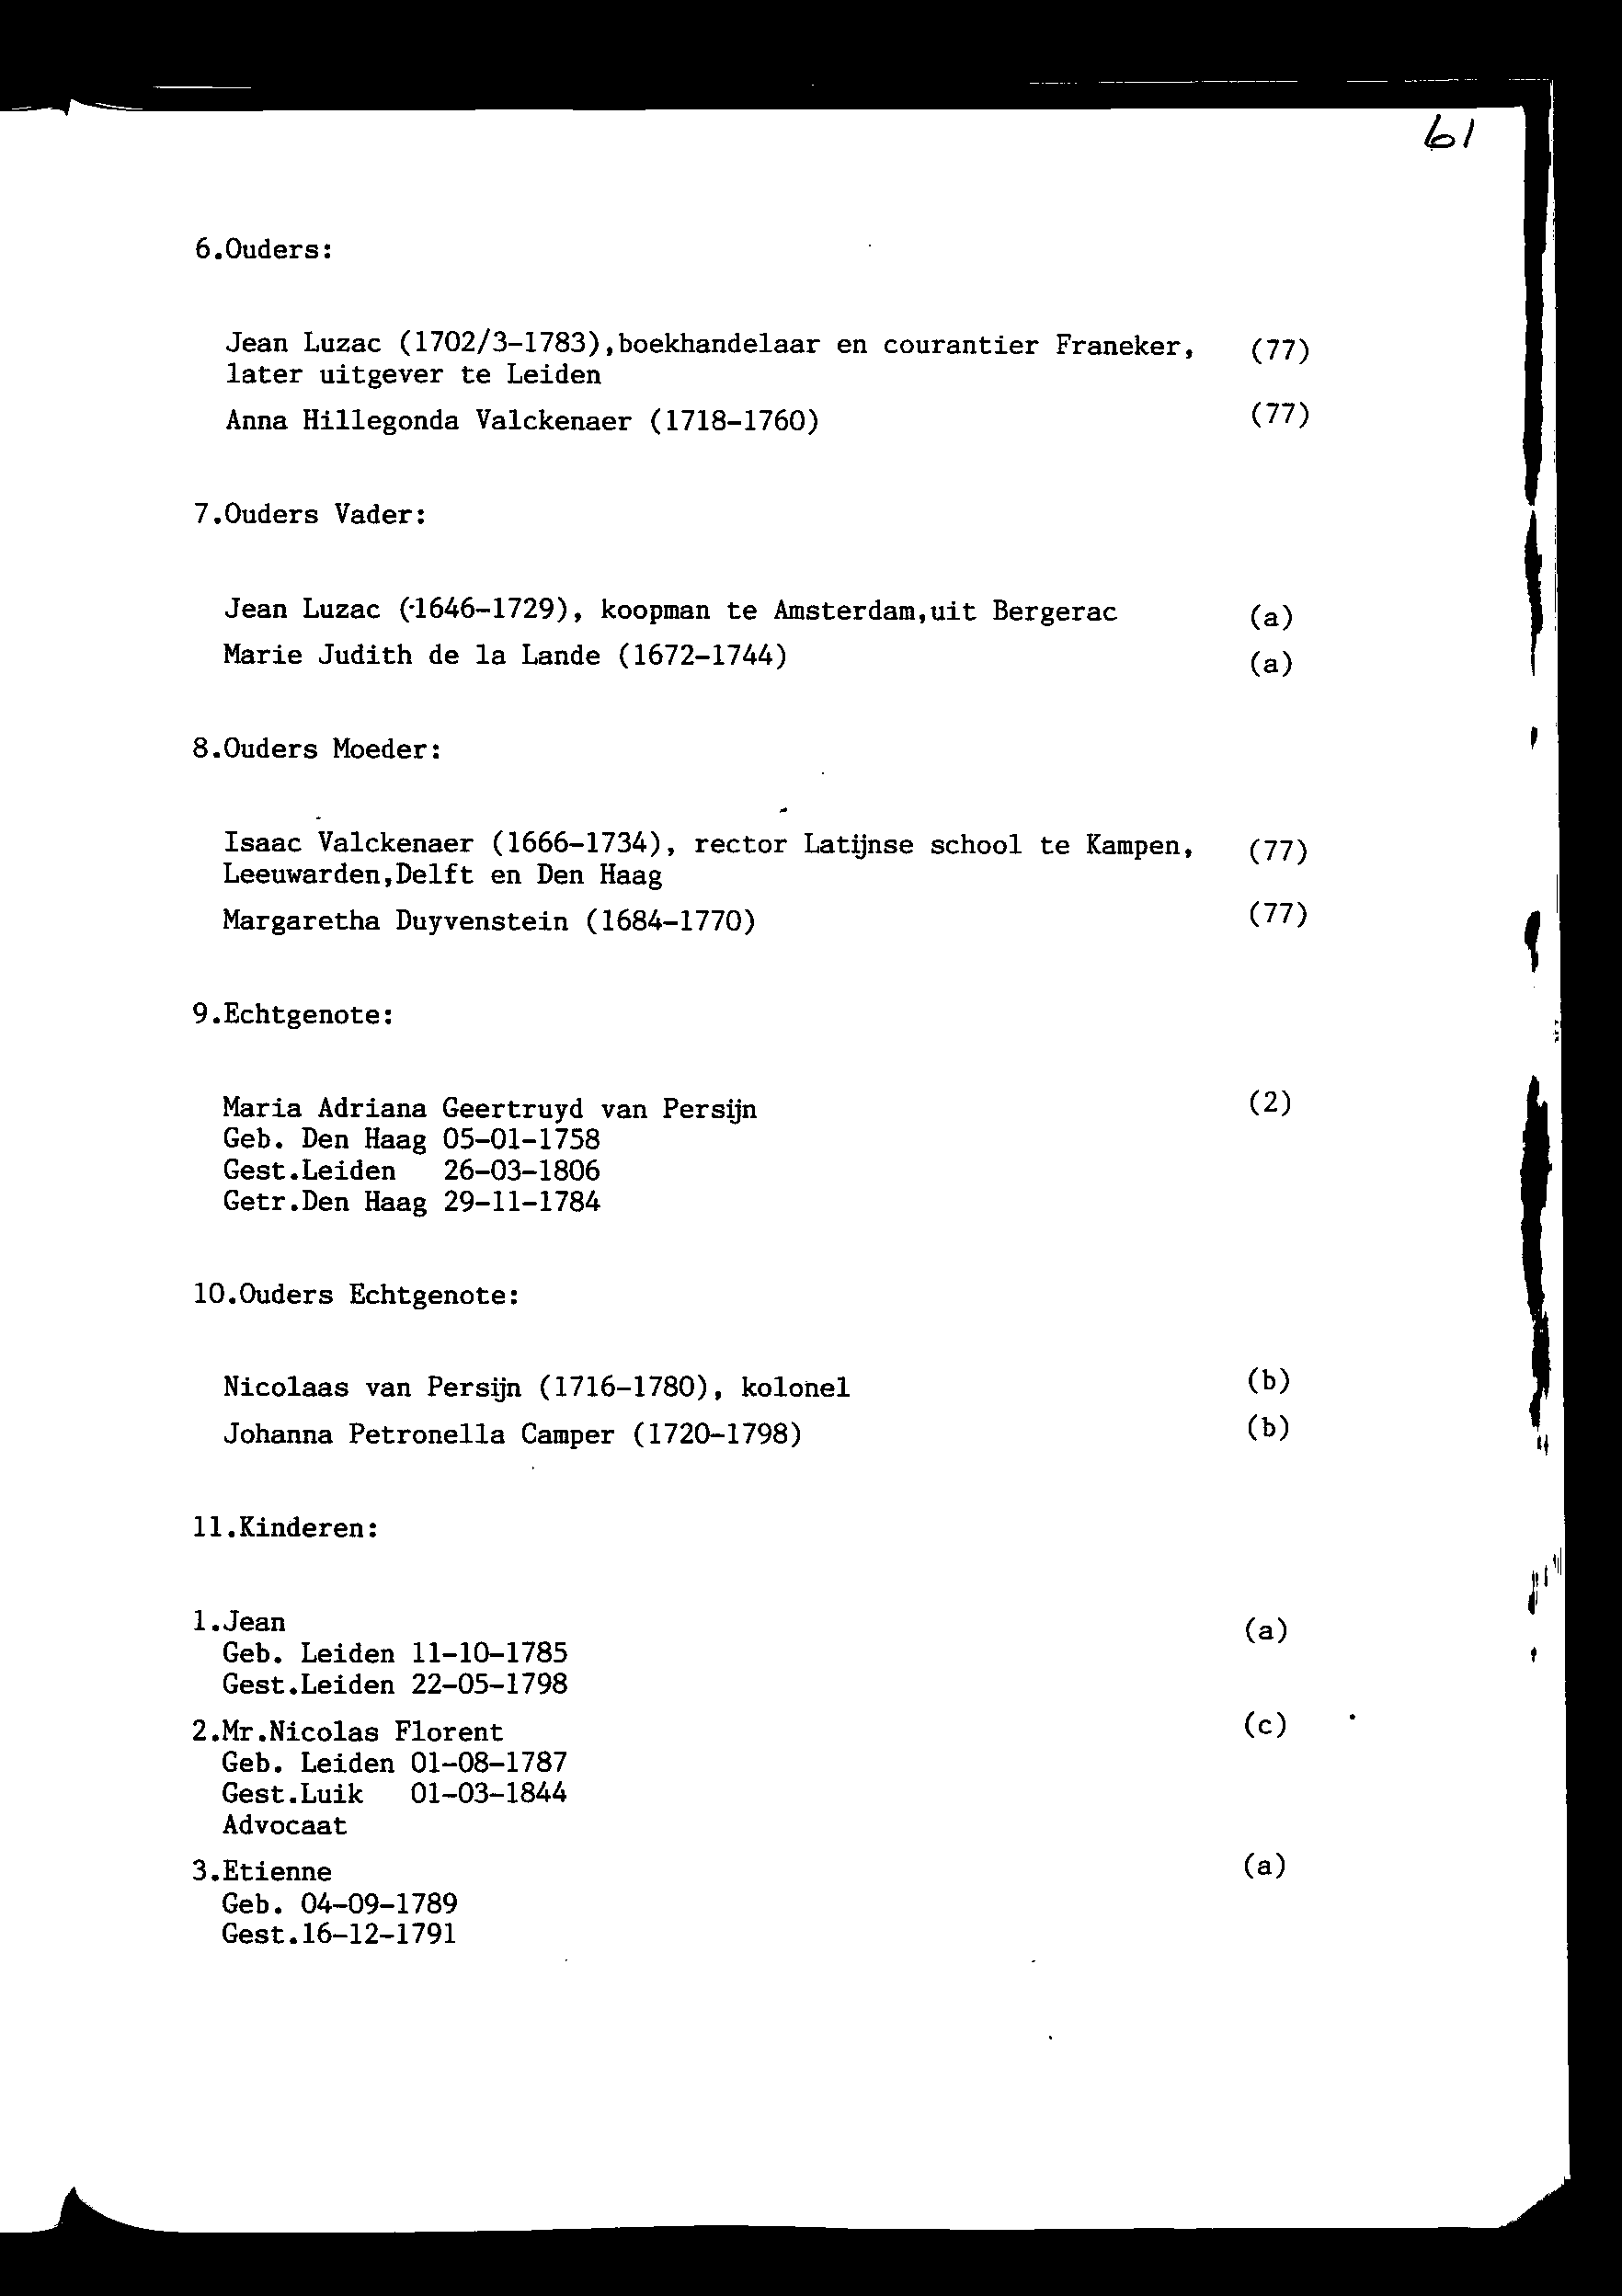 61
6.Ouders:
Jean Luzac (1702/3-1783),boekhandelaar en courantier Franeker, (77)
later uitgever te Leiden
Anna Hillegonda Valckenaer (1718-1760) (77)
7.Ouders Vader:
Jean Luzac (1646-1729), koopman te Amsterdam,uit Bergerac (a)
Marie Judith de la Lande (1672-1744) (a)
8.Ouders Moeder:
Isaac Valckenaer (1666-1734), rector Latijnse school te Kampen, (77)
Leeuwarden,Delft en Den Haag
Margaretha Duyvenstein (1684-1770) (77)
9.Echtgenote:
Maria Adriana Geertruyd van Persijn (2)
Geb. Den Haag 05-01-1758
Gest.Leiden 26-03-1806
Getr.Den Haag 29-11-1784
10.Ouders Echtgenote:
Nicolaas van Persijn (1716-1780), kolonel (b)
Johanna Petronella Camper (1720-1798) (b)
11.Kinderen:
1.Jean (a)
Geb. Leiden 11-10-1785
Gest.Leiden 22-05-1798
2.Mr.Nicolas Florent (c)
Geb. Leiden 01-08-1787
Gest.Luik 01-03-1844
Advocaat
3.Etienne (a)
Geb. 04-09-1789
Gest.16-12-1791